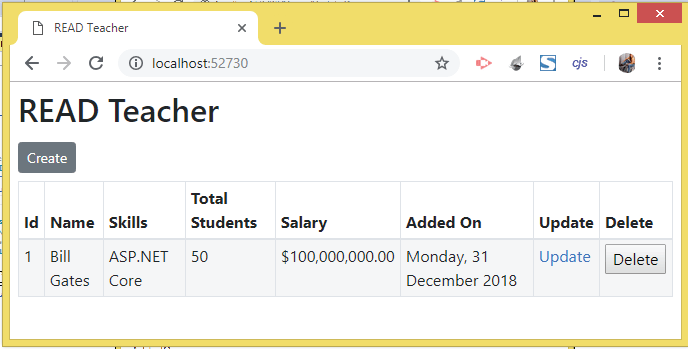 READ Teacher
localhost:52730
cjs
READ Teacher
Create
Id Name Skills Total Students Salary Added On Update Delete
1 Bill Gates ASP.NET Core 50 $100,000,000.00 Monday, 31 December 2018 Update Delete